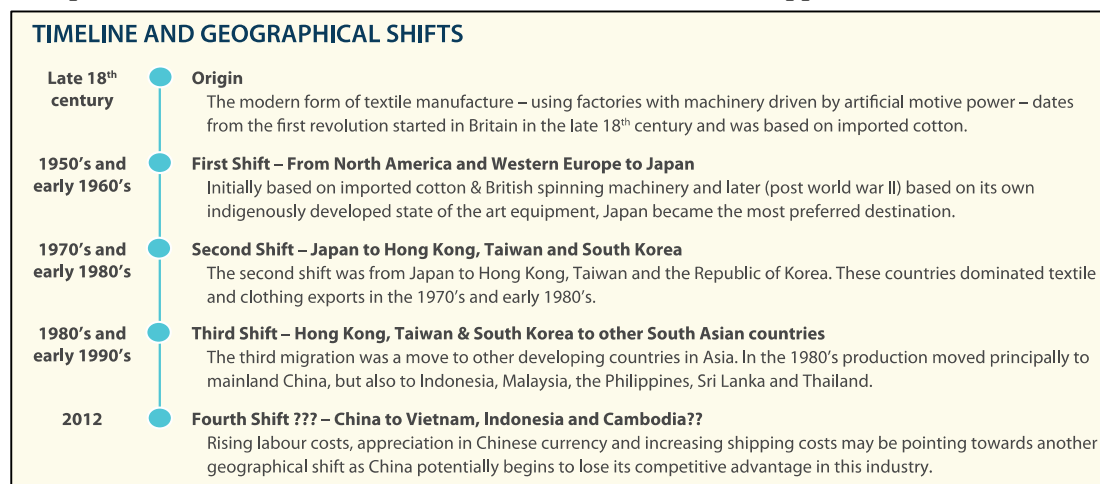 TIMELINE AND GEOGRAPHICAL SHIFTS
Late 18th century
Origin
The modern form of textile manufacture – using factories with machinery driven by artificial motive power – dates
from the first revolution started in Britain in the late 18th century and was based on imported cotton.
1950's and
early 1960's
First Shift – From North America and Western Europe to Japan
Initially based on imported cotton & British spinning machinery and later (post world war II) based on its own
indigenously developed state of the art equipment, Japan became the most preferred destination.
1970's and
early 1980's
Second Shift – Japan to Hong Kong, Taiwan and South Korea
The second shift was from Japan to Hong Kong, Taiwan and the Republic of Korea. These countries dominated textile
and clothing exports in the 1970's and early 1980's.
1980's and
early 1990's
Third Shift – Hong Kong, Taiwan & South Korea to other South Asian countries
The third migration was a move to other developing countries in Asia. In the 1980's production moved principally to
mainland China, but also to Indonesia, Malaysia, the Philippines, Sri Lanka and Thailand.
2012
Fourth Shift ??? – China to Vietnam, Indonesia and Cambodia??
Rising labour costs, appreciation in Chinese currency and increasing shipping costs may be pointing towards another
geographical shift as China potentially begins to lose its competitive advantage in this industry.